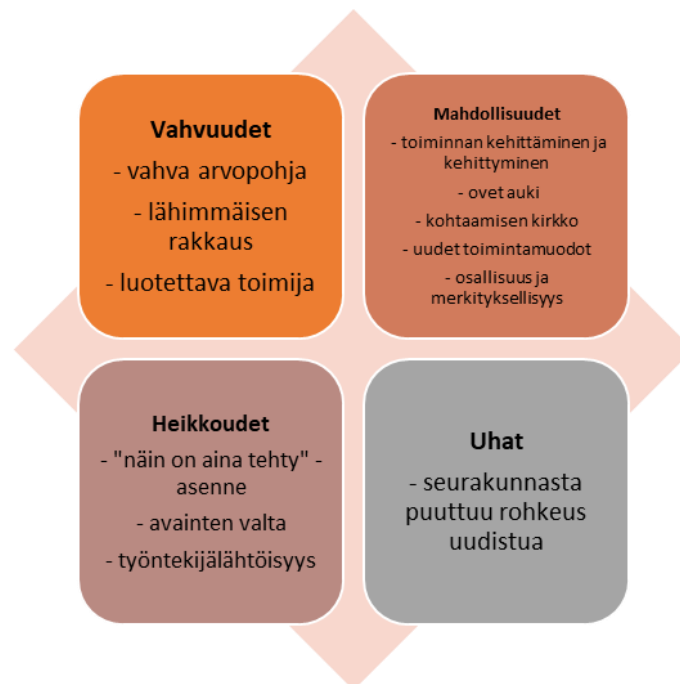 Vahvuudet
- vahva arvopohja
- lähimmäisen
rakkaus
- luotettava toimija
Mahdollisuudet
- toiminnan kehittäminen ja
kehittyminen
- ovet auki
- kohtaamisen kirkko
- uudet toimintamuodot
- osallisuus ja
merkityksellisyys
Heikkoudet
- "näin on aina tehty" -
asenne
- avainten valta
- työntekijälähtöisyys
Uhat
- seurakunnasta
puuttuu rohkeus
uudistua